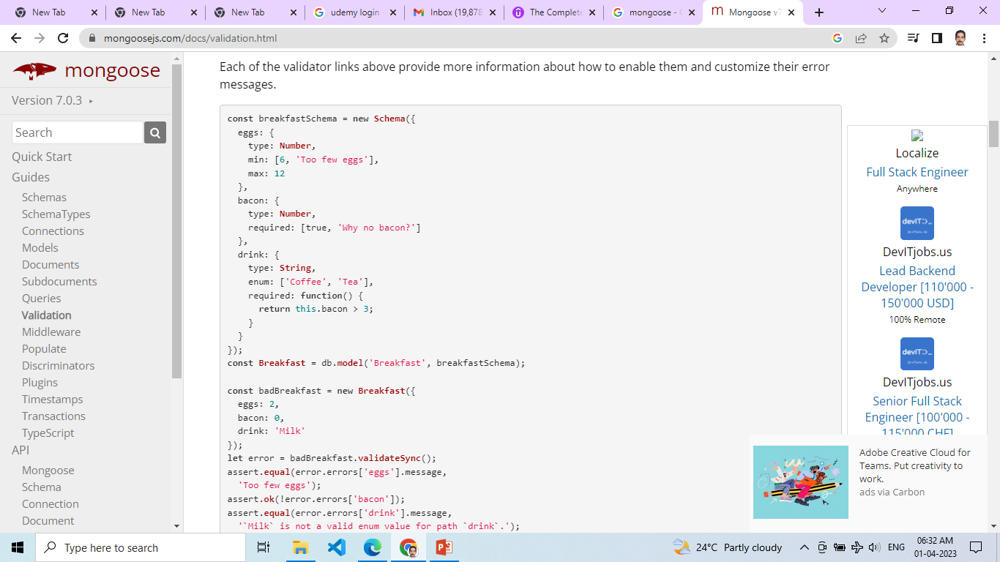 New Tab
New Tab
New Tab
udemy login -
Inbox (19,878
The Complete
mongoose - 
Mongoose v7
mongoosejs.com/docs/validation.html
mongoose
Version 7.0.3
Search
Quick Start
Guides
Schemas
SchemaTypes
Connections
Models
Documents
Subdocuments
Queries
Validation
Middleware
Populate
Discriminators
Plugins
Timestamps
Transactions
TypeScript
API
Mongoose
Schema
Connection
Document
Each of the validator links above provide more information about how to enable them and customize their error
messages.
const breakfastSchema = new Schema({
  eggs: {
    type: Number,
    min: [6, 'Too few eggs'],
    max: 12
  },
  bacon: {
    type: Number,
    required: [true, 'Why no bacon?']
  },
  drink: {
    type: String,
    enum: ['Coffee', 'Tea'],
    required: function() {
      return this.bacon > 3;
    }
  }
});
const Breakfast = db.model('Breakfast', breakfastSchema);

const badBreakfast = new Breakfast({
  eggs: 2,
  bacon: 0,
  drink: 'Milk'
});
let error = badBreakfast.validateSync();
assert.equal(error.errors['eggs'].message,
  'Too few eggs');
assert.ok(!error.errors['bacon']);
assert.equal(error.errors['drink'].message,
  '`Milk` is not a valid enum value for path `drink`.');
Localize
Full Stack Engineer
Anywhere
devIT:>_
DevITjobs.us
Lead Backend
Developer [110'000 -
150'000 USD]
100% Remote
devIT:>_
DevITjobs.us
Senior Full Stack
Engineer [100'000 -
115'000 CHF]
Adobe Creative Cloud for
Teams. Put creativity to
work.
ads via Carbon
Type here to search
24°C Partly cloudy
ENG
06:32 AM
01-04-2023